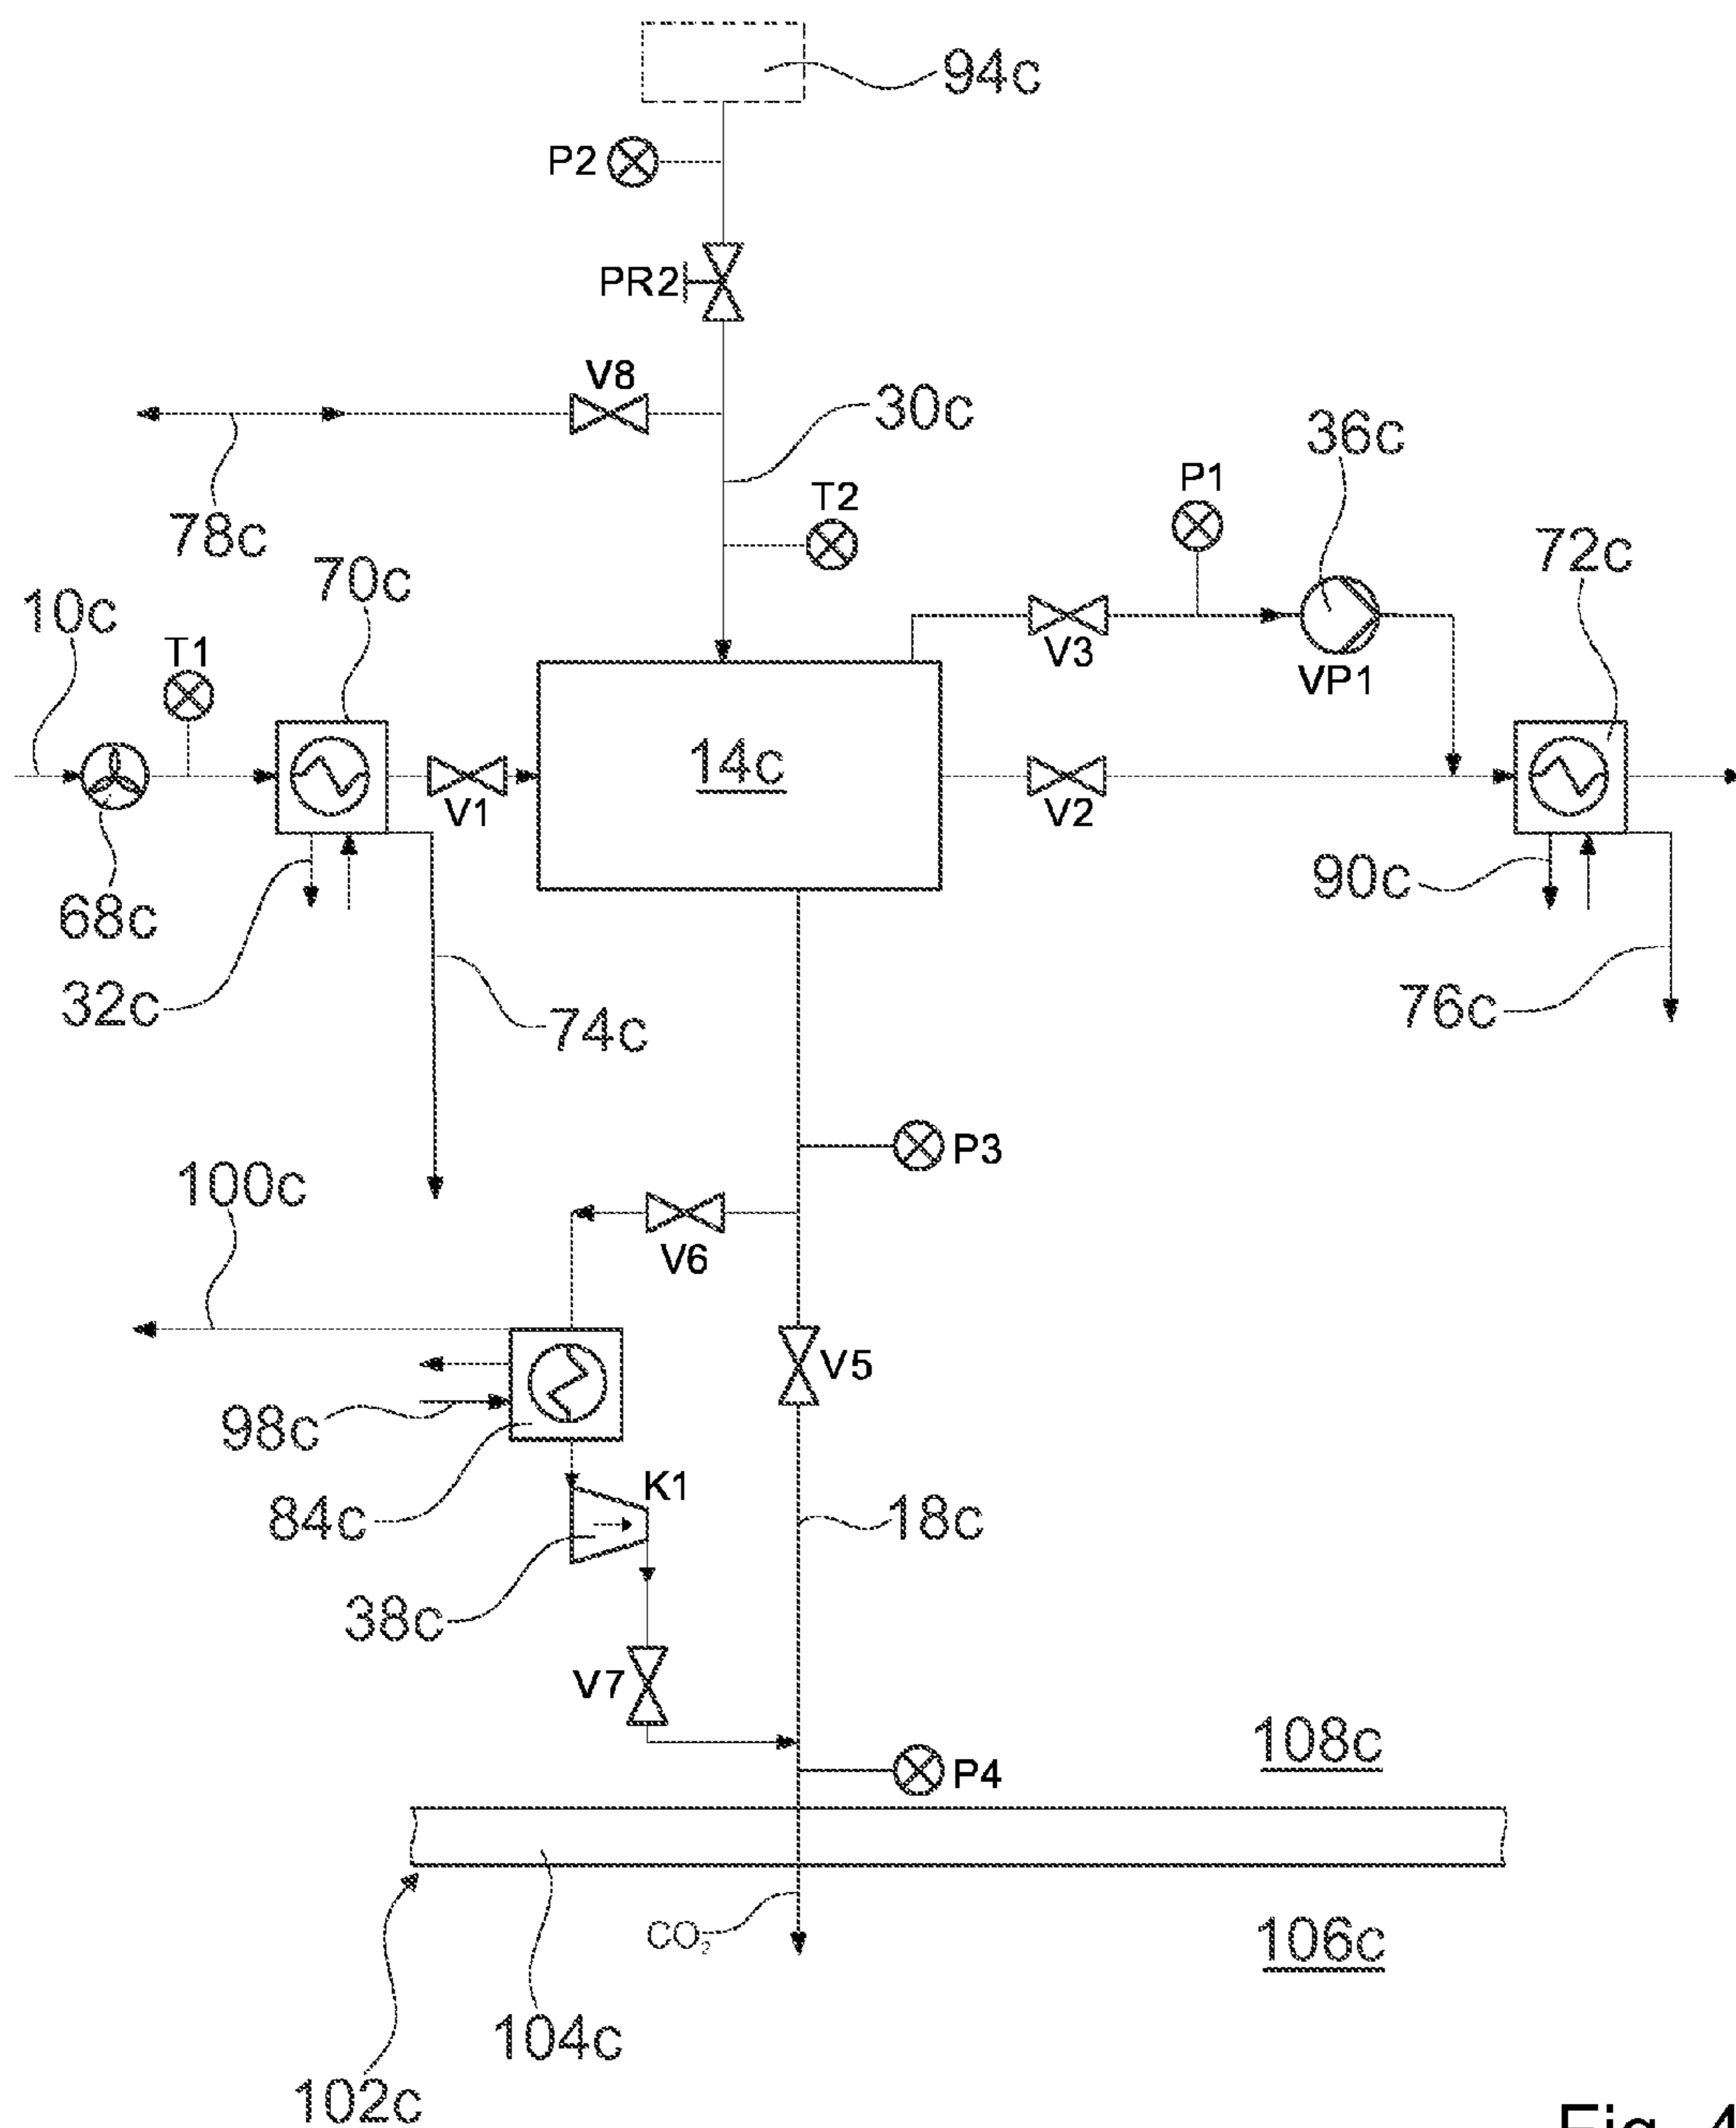 94c
P2
PR2
V8
30c
36c
P1
T2
78c
72c
70c
10c
T1
V3
VP1
14c
V1
V2
90c
68c
32c
76c
74c
P3
100c
V6
V5
98c
K1
84c
18c
38c
V7
108c
P4
CO₂
106c
104c
102c
Fig. 4